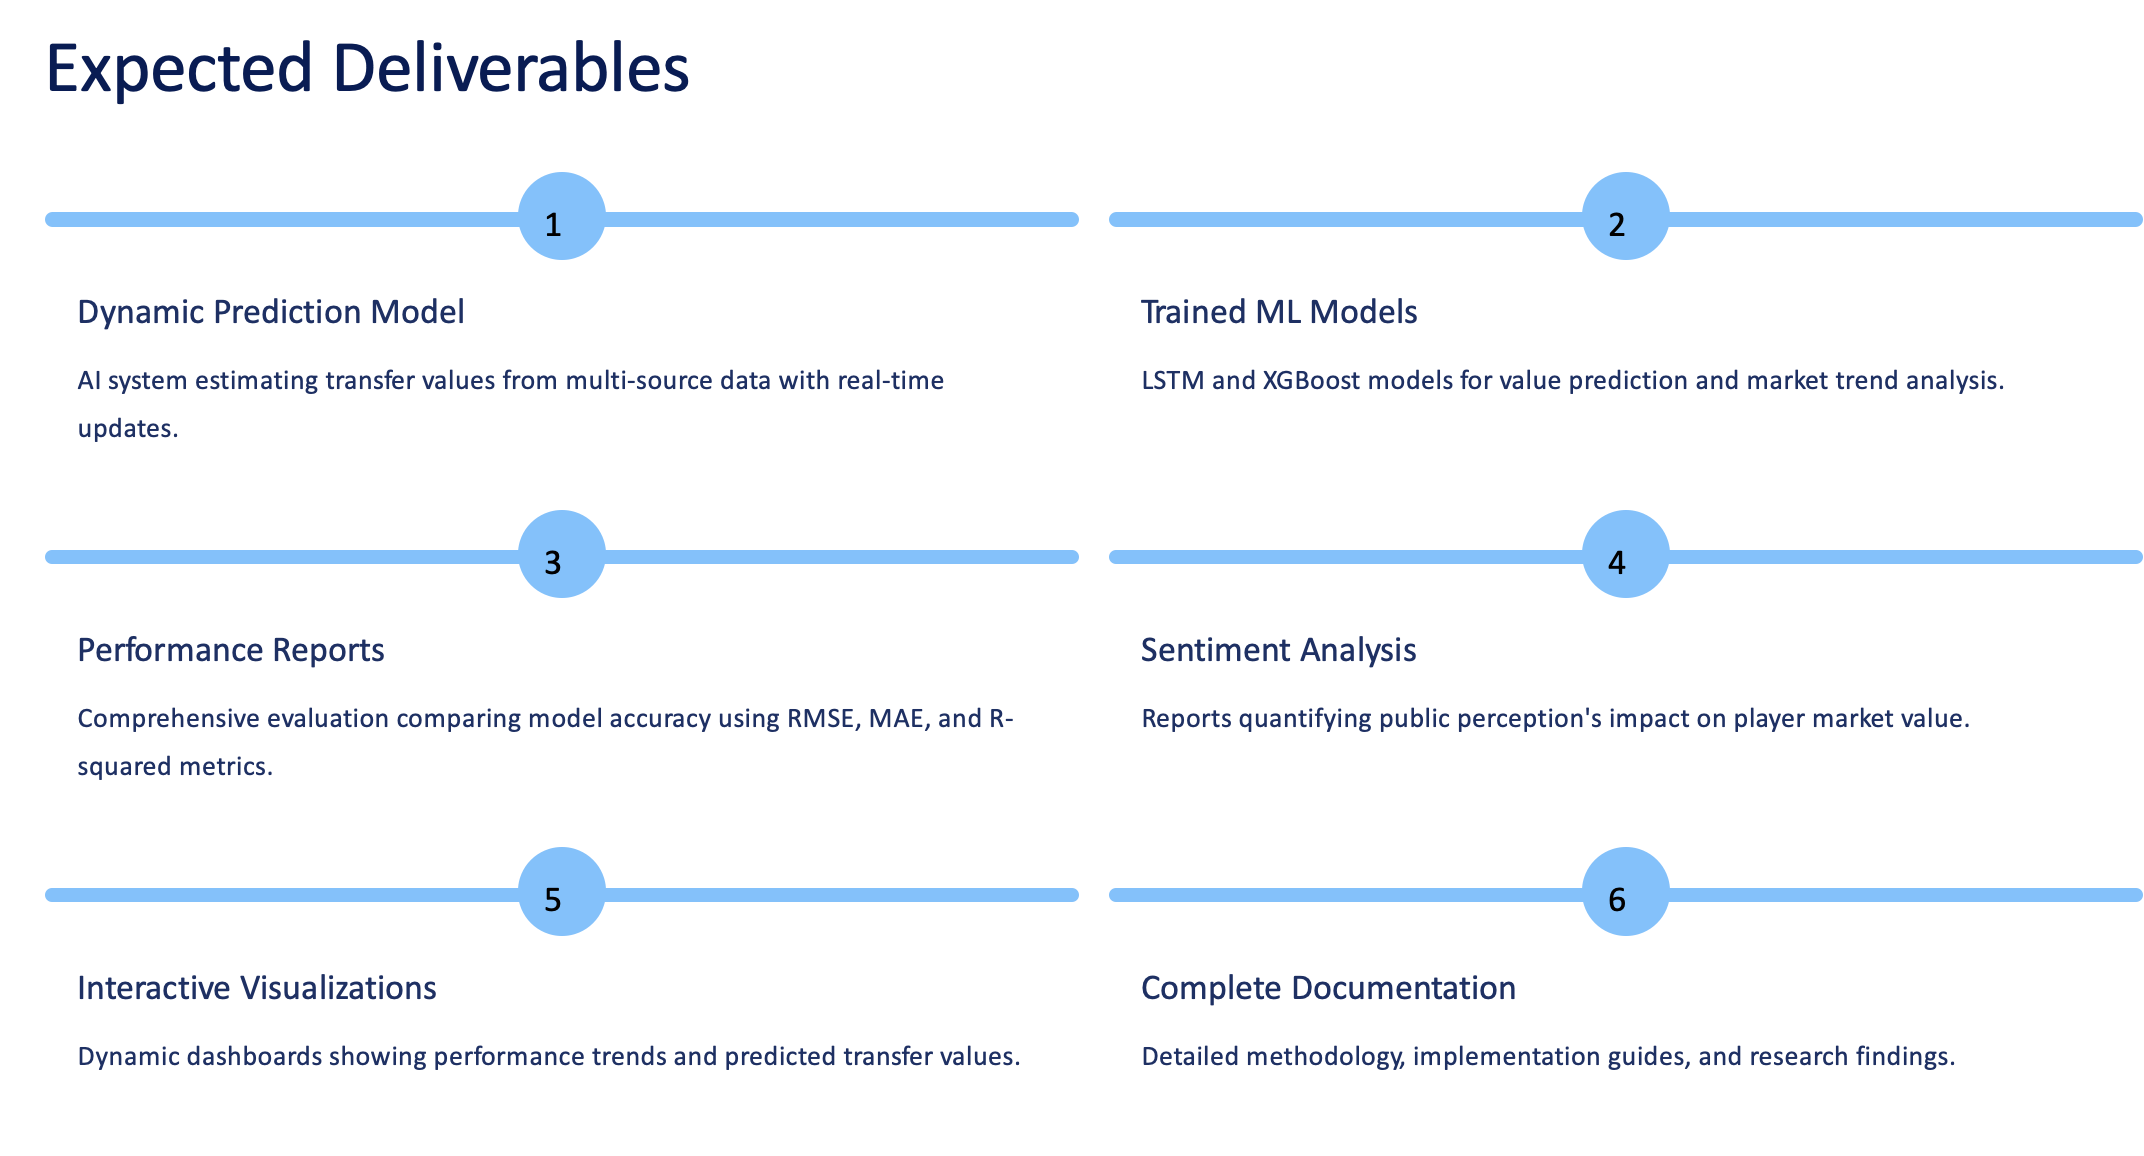 Expected Deliverables
1
Dynamic Prediction Model
AI system estimating transfer values from multi-source data with real-time
updates.
2
Trained ML Models
LSTM and XGBoost models for value prediction and market trend analysis.
3
Performance Reports
Comprehensive evaluation comparing model accuracy using RMSE, MAE, and R-
squared metrics.
4
Sentiment Analysis
Reports quantifying public perception's impact on player market value.
5
Interactive Visualizations
Dynamic dashboards showing performance trends and predicted transfer values.
6
Complete Documentation
Detailed methodology, implementation guides, and research findings.